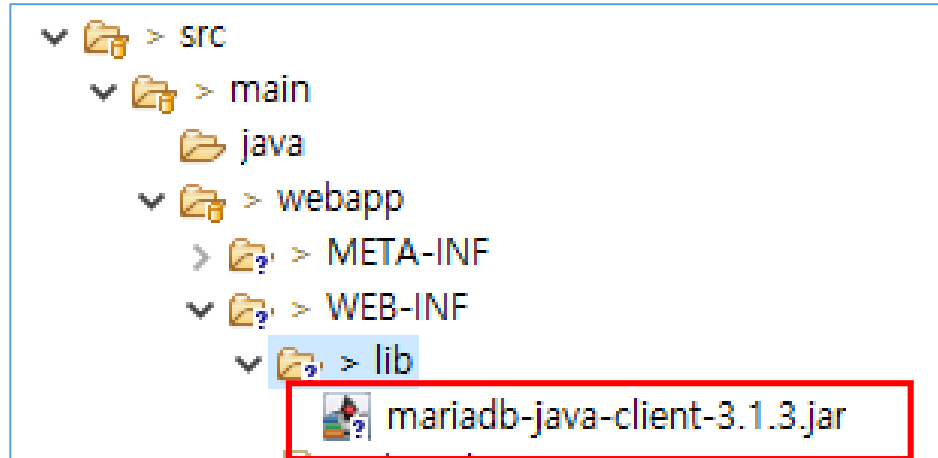 > src
> main
java
> webapp
> META-INF
> WEB-INF
> lib
mariadb-java-client-3.1.3.jar